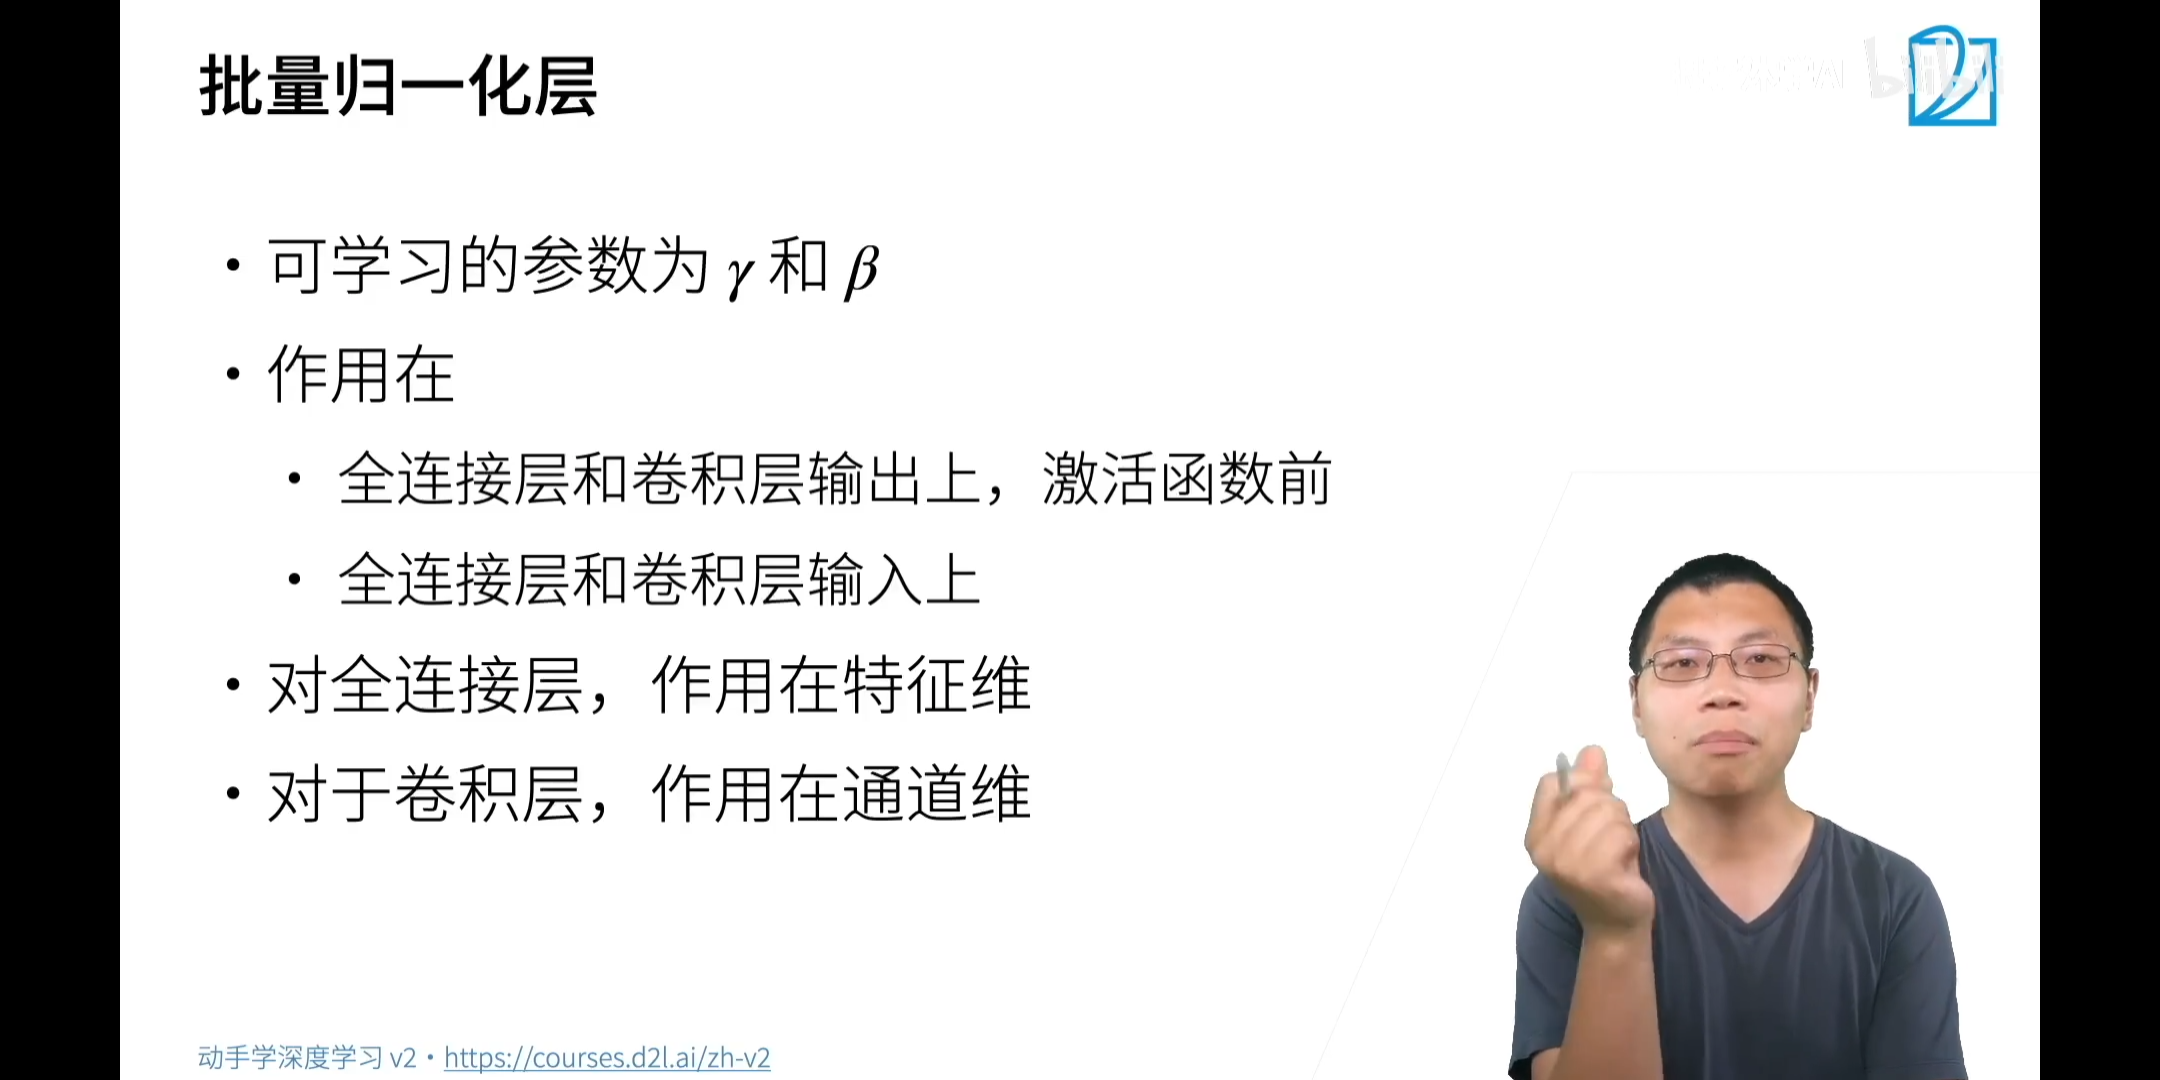 批量归一化层
bilibili
• 可学习的参数为 γ 和 β
• 作用在
• 全连接层和卷积层输出上，激活函数前
• 全连接层和卷积层输入上
• 对全连接层，作用在特征维
• 对于卷积层，作用在通道维
动手学深度学习 v2 • https://courses.d2l.ai/zh-v2